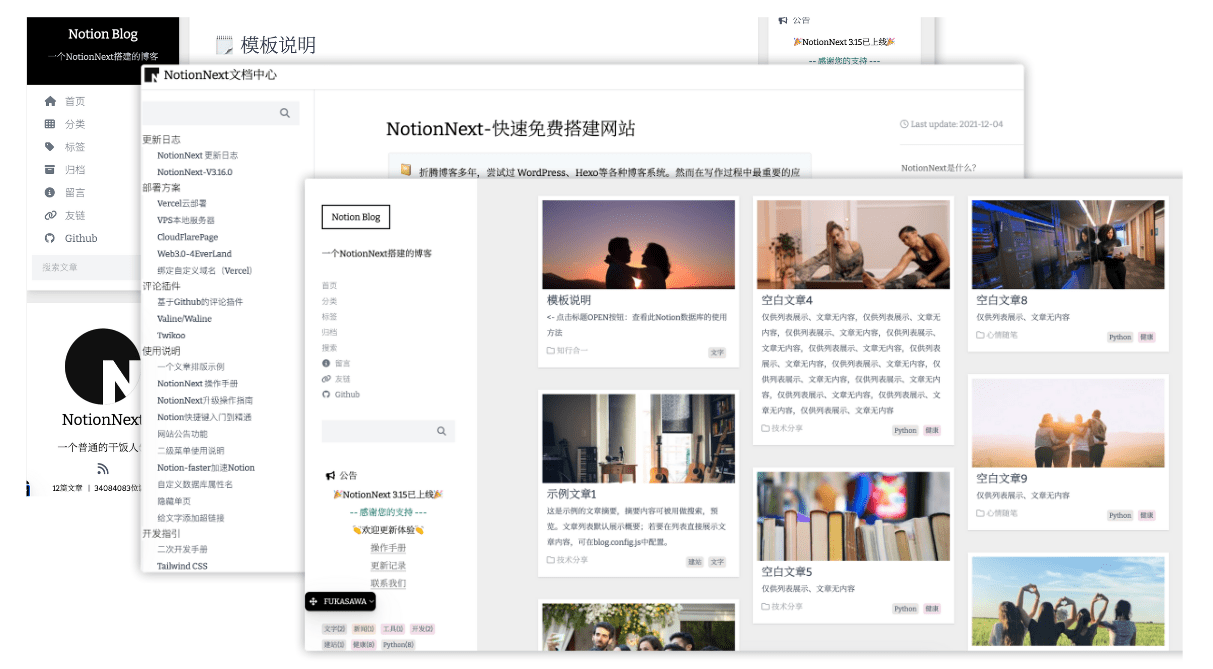 Notion Blog
一个NotionNext搭建的博客
首页
分类
标签
归档
留言
友链
Github
搜索文章
NotionNext
一个普通的干饭人
12篇文章 | 34084083位
模板说明
公告
🎉NotionNext 3.15已上线🎉
-- 感谢您的支持 ---
NotionNext文档中心
更新日志
NotionNext 更新日志
NotionNext-V3.16.0
部署方案
Vercel云部署
VPS本地服务器
CloudFlarePage
Web3.0-4EverLand
绑定自定义域名（Vercel）
评论插件
基于Github的评论插件
Valine/Waline
Twikoo
使用说明
一个文章排版示例
NotionNext 操作手册
NotionNext升级操作指南
Notion快捷键入门到精通
网站公告功能
二级菜单使用说明
Notion-faster加速Notion
自定义数据库属性名
隐藏单页
给文字添加超链接
开发指引
二次开发手册
Tailwind CSS
NotionNext-快速免费搭建网站
折腾博客多年，尝试过 WordPress、Hexo等各种博客系统。然而在写作过程中最重要的应
Last update: 2021-12-04
NotionNext是什么?
Notion Blog
一个NotionNext搭建的博客
首页
分类
标签
归档
搜索
留言
友链
Github
公告
🎉NotionNext 3.15已上线🎉
-- 感谢您的支持 ---
👏欢迎更新体验👏
操作手册
更新记录
联系我们
FUKASAWA
文字(2) 新闻(1) 工具(1) 开发(2)
建站(1) 健康(8) Python(8)
模板说明
<- 点击标题OPEN按钮：查看此Notion数据库的使用
方法
知行合一
文字
示例文章1
这是示例的文章摘要，摘要内容可被用做搜索，预
览。文章列表默认展示概要；若要在列表直接展示文
章内容，可在blog.config.js中配置。
技术分享
建站 文字
空白文章4
仅供列表展示、文章无内容，仅供列表展示、文章无
内容，仅供列表展示、文章无内容，仅供列表展示、
文章无内容，仅供列表展示、文章无内容，仅供列表
展示、文章无内容，仅供列表展示、文章无内容，仅
供列表展示、文章无内容，仅供列表展示、文章无内
容，仅供列表展示、文章无内容，仅供列表展示、文
章无内容，仅供列表展示、文章无内容
技术分享
Python 健康
空白文章5
仅供列表展示、文章无内容
技术分享
Python 健康
空白文章8
仅供列表展示、文章无内容
心情随笔
Python 健康
空白文章9
仅供列表展示、文章无内容
心情随笔
Python 健康